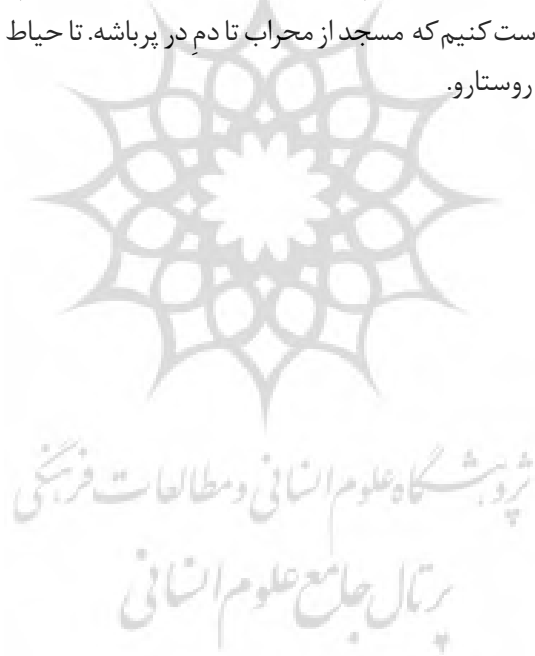 ست کنیم که مسجد از محراب تا دمِ در پرباشه. تا حیاط
روستارو.
پژوهشگاه علوم انسانی و مطالعات فرهنگی
پرتال جامع علوم انسانی